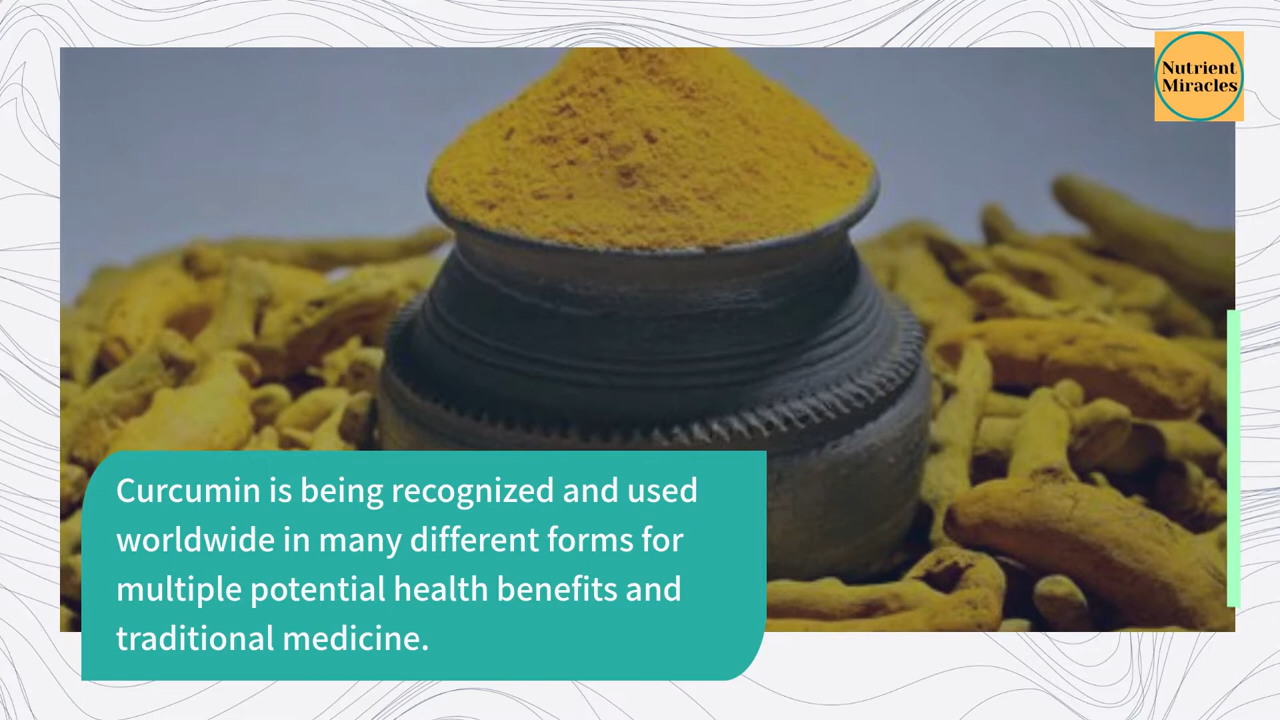 Nutrient
Miracles
Curcumin is being recognized and used
worldwide in many different forms for
multiple potential health benefits and
traditional medicine.